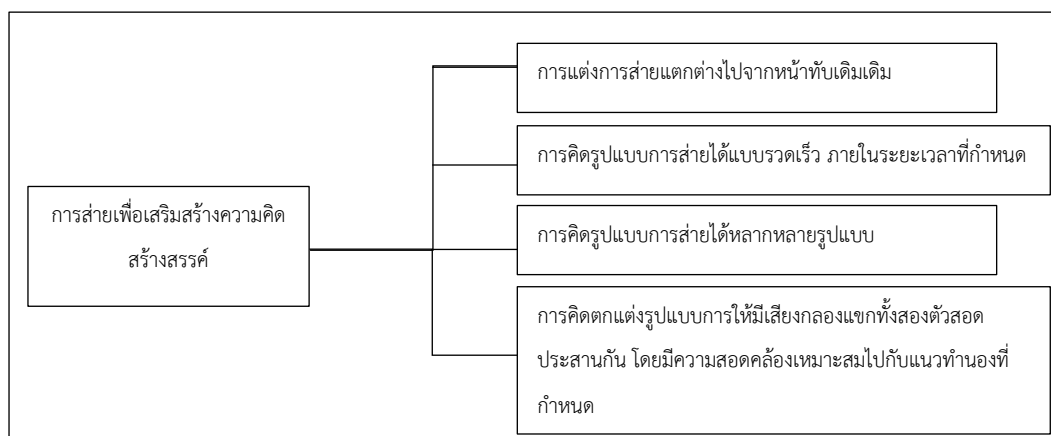 การส่ายเพื่อเสริมสร้างความคิด
สร้างสรรค์
การแต่งการส่ายแตกต่างไปจากหน้าทับเดิมเดิม
การคิดรูปแบบการส่ายได้แบบรวดเร็ว ภายในระยะเวลาที่กำหนด
การคิดรูปแบบการส่ายได้หลากหลายรูปแบบ
การคิดตกแต่งรูปแบบการให้มีเสียงกลองแขกทั้งสองตัวสอด
ประสานกัน โดยมีความสอดคล้องเหมาะสมไปกับแนวทำนองที่
กำหนด